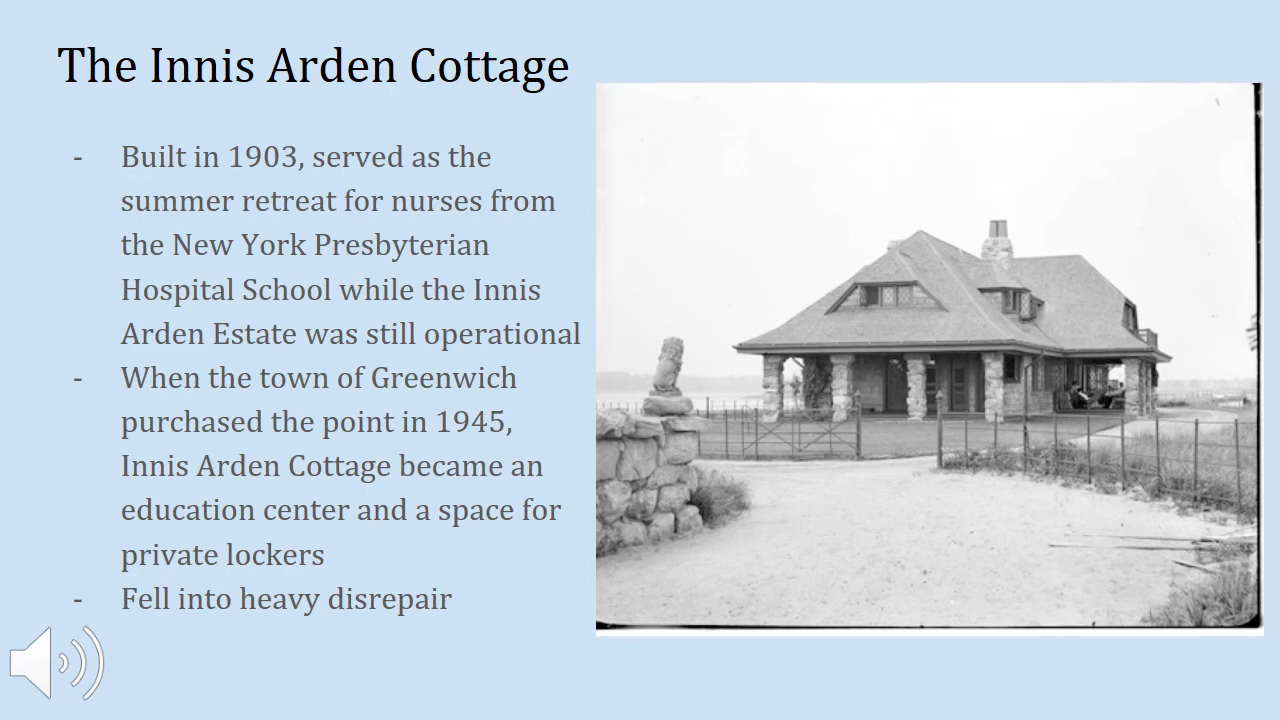 The Innis Arden Cottage
- Built in 1903, served as the
summer retreat for nurses from
the New York Presbyterian
Hospital School while the Innis
Arden Estate was still operational
- When the town of Greenwich
purchased the point in 1945,
Innis Arden Cottage became an
education center and a space for
private lockers
- Fell into heavy disrepair